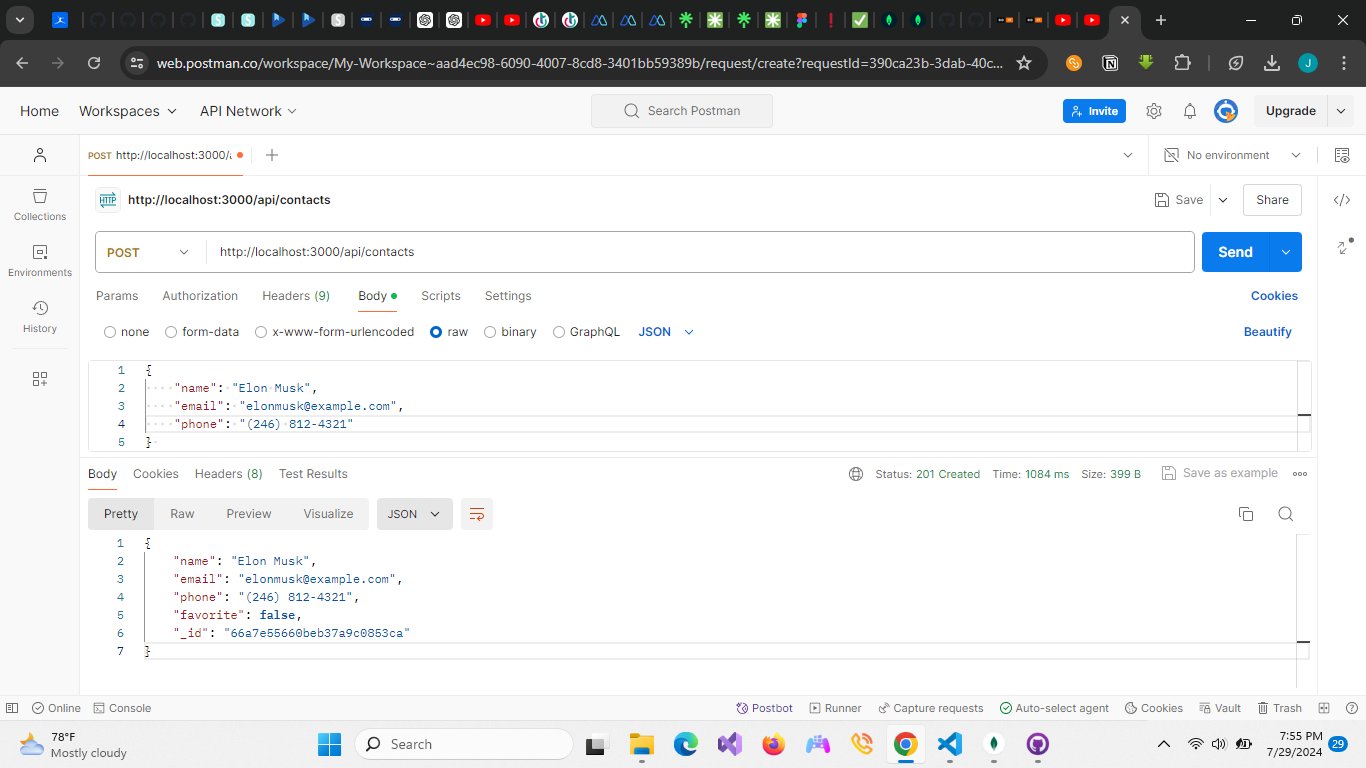 web.postman.co/workspace/My-Workspace~aad4ec98-6090-4007-8cd8-3401bb59389b/request/create?requestId=390ca23b-3dab-40c...
J
Home Workspaces API Network Search Postman Invite Upgrade
POST http://localhost:3000/a No environment
HTTP http://localhost:3000/api/contacts Save Share
Collections
Environments
History
POST http://localhost:3000/api/contacts Send
Params Authorization Headers (9) Body Scripts Settings Cookies
none form-data x-www-form-urlencoded raw binary GraphQL JSON Beautify
1 {
2 "name": "Elon Musk",
3 "email": "elonmusk@example.com",
4 "phone": "(246) 812-4321"
5 }
Body Cookies Headers (8) Test Results Status: 201 Created Time: 1084 ms Size: 399 B Save as example
Pretty Raw Preview Visualize JSON
1 {
2 "name": "Elon Musk",
3 "email": "elonmusk@example.com",
4 "phone": "(246) 812-4321",
5 "favorite": false,
6 "_id": "66a7e55660beb37a9c0853ca"
7 }
Online Console Postbot Runner Capture requests Auto-select agent Cookies Vault Trash
78°F
Mostly cloudy
Search
7:55 PM
7/29/2024 29